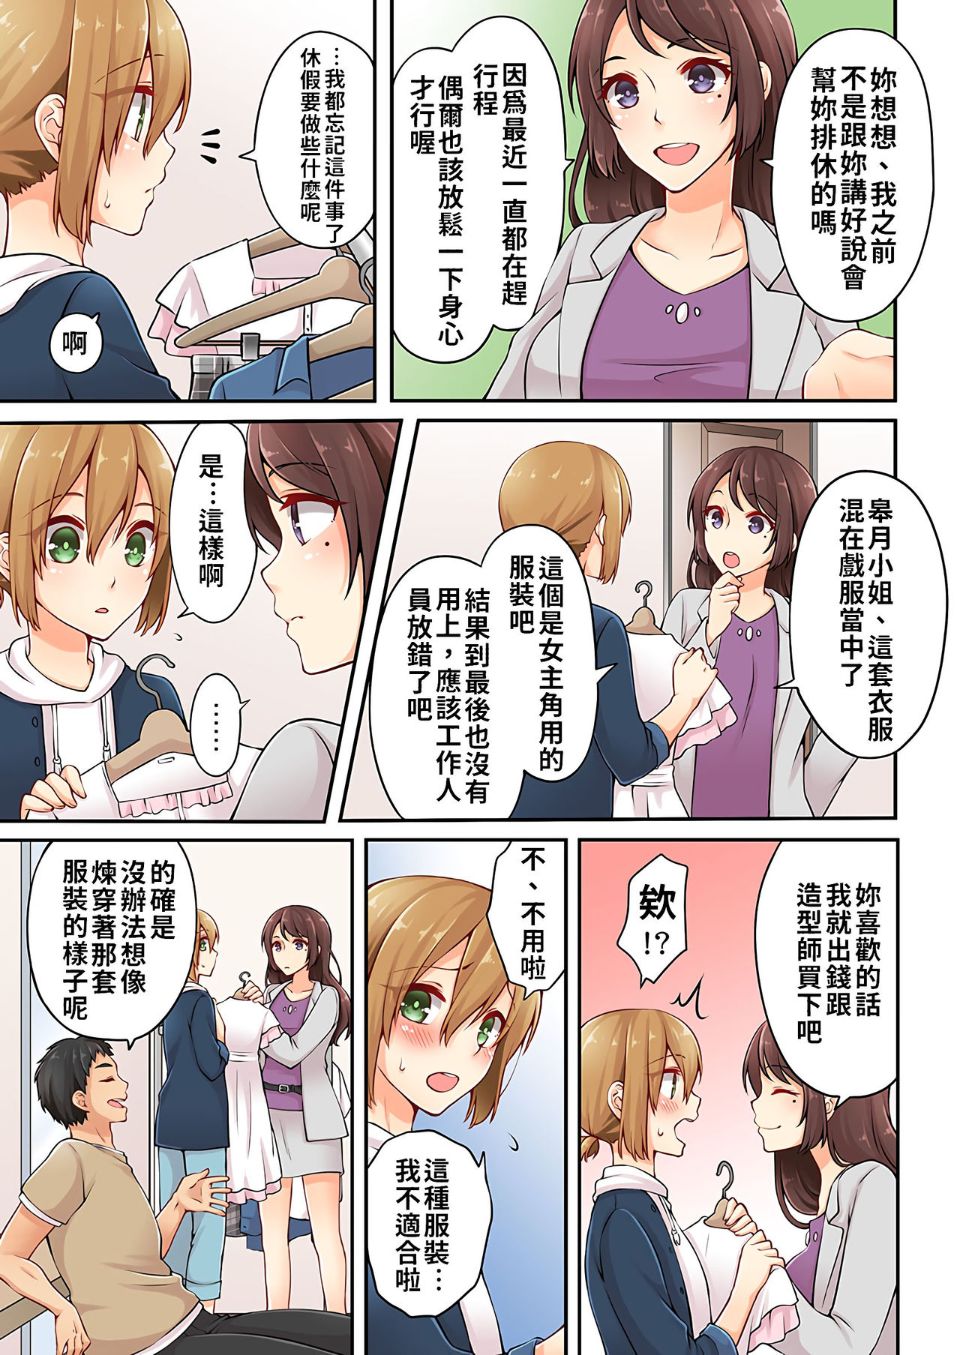 妳想想、我之前
不是跟妳講好說會
幫妳排休的嗎
因爲最近一直都在趕
行程
偶爾也該放鬆一下身心
才行喔
…我都忘記這件事了
休假要做些什麼呢
啊
皋月小姐、這套衣服
混在戲服當中了
這個是女主角用的
服裝吧
結果到最後也沒有
用上，應該工作人
員放錯了吧
是…這樣啊
……
妳喜歡的話
我就出錢跟
造型師買下吧
欸!?
不、不用啦
這種服裝…
我不適合啦
的確是
沒辦法想像
煉穿著那套
服裝的樣子呢